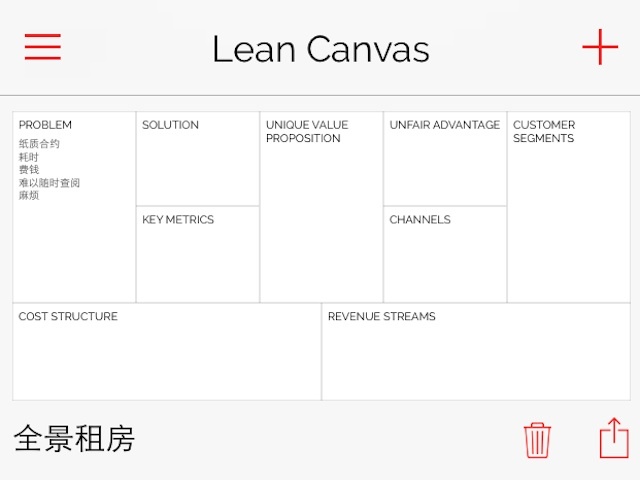 Lean Canvas
PROBLEM
纸质合约
耗时
费钱
难以随时查阅
麻烦
SOLUTION
KEY METRICS
UNIQUE VALUE
PROPOSITION
UNFAIR ADVANTAGE
CHANNELS
CUSTOMER
SEGMENTS
COST STRUCTURE
REVENUE STREAMS
全景租房